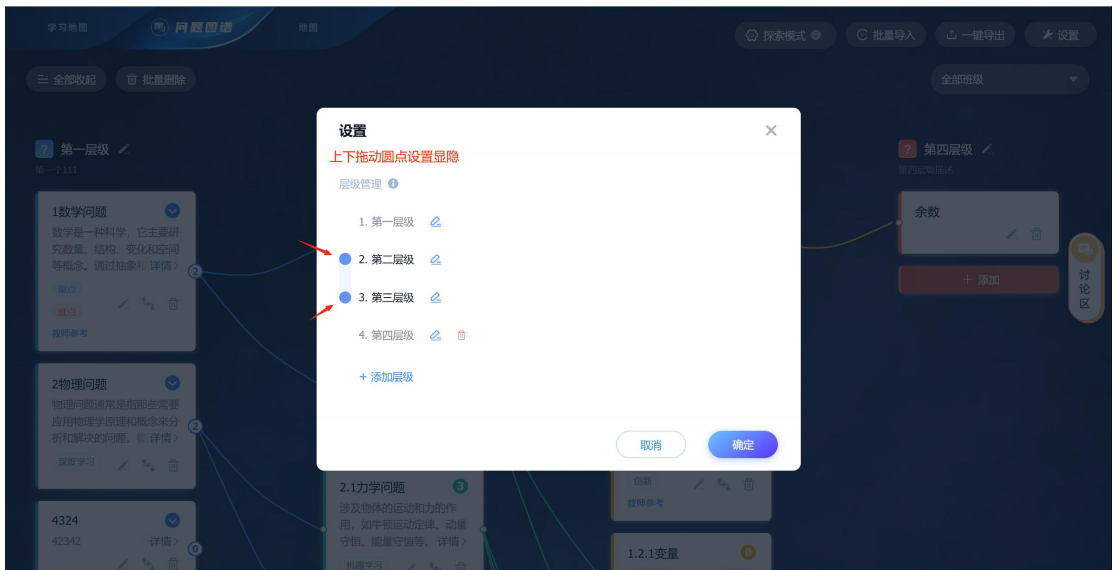 学习地图
问题图谱
地图
探索模式
批量导入
一键导出
设置
全部收起
批量删除
全部班级
? 第一层级
第一个111
1数学问题
数学是一种科学，它主要研
究数量、结构、变化和空间
等概念。通过抽象和 详情>
重点
教师参考
2
2物理问题
物理问题通常是指那些需要
应用物理学原理和概念来分
析和解决的问题。 详情>
深度学习
2
4324
42342 详情>
0
设置
上下拖动圆点设置显隐
层级管理
1. 第一层级
2. 第二层级
3. 第三层级
4. 第四层级
+ 添加层级
取消
确定
2.1力学问题 3
涉及物体的运动和力的作
用，如牛顿运动定律、动量
守恒、能量守恒等。 详情>
机器学习
创新
教师参考
1.2.1变量 0
? 第四层级
第四层级描述
余数
+ 添加
讨
论
区